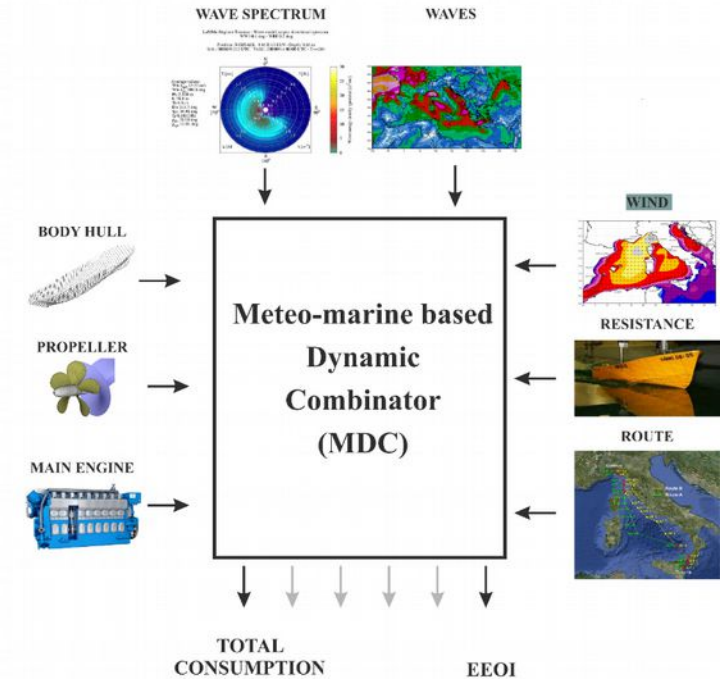 WAVE SPECTRUM
WAVES
WIND
BODY HULL
RESISTANCE
PROPELLER
ROUTE
MAIN ENGINE
Meteo-marine based
Dynamic
Combinator
(MDC)
TOTAL
CONSUMPTION
EEOI